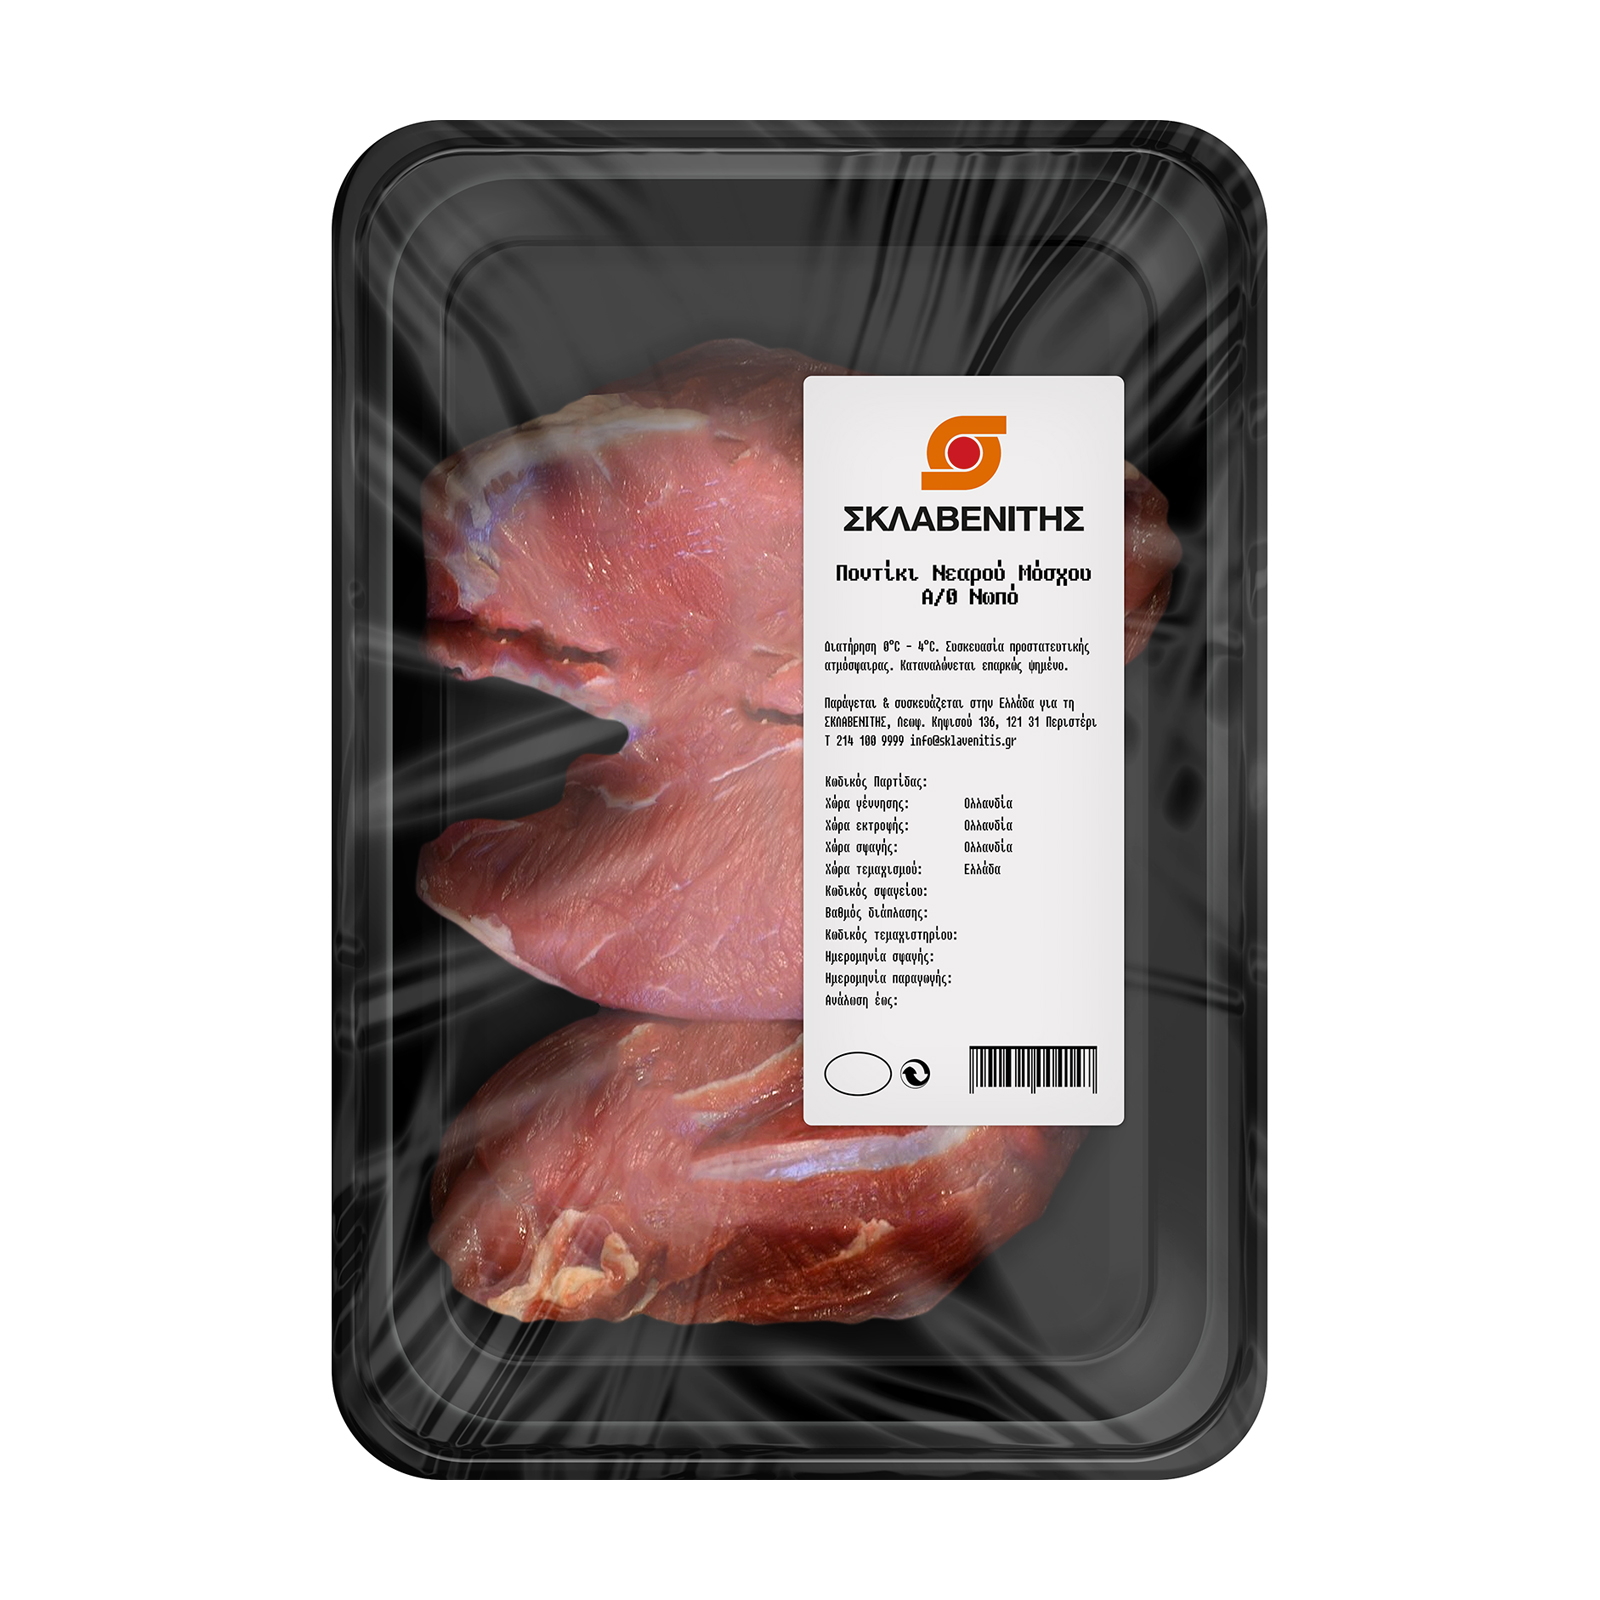 ΣΚΛΑΒΕΝΙΤΗΣ
Ποντίκι Νεαρού Μόσχου
Α/Θ Νωπό
Διατήρηση 0°C - 4°C. Συσκευασία προστατευτικής
ατμόσφαιρας. Καταναλώνεται επαρκώς ψημένο.
Παράγεται & συσκευάζεται στην Ελλάδα για τη
ΣΚΛΑΒΕΝΙΤΗΣ, Λεωφ. Κηφισού 136, 121 31 Περιστέρι
Τ 214 100 9999 info@sklavenitis.gr
Κωδικός Παρτίδας:
Χώρα γέννησης: Ολλανδία
Χώρα εκτροφής: Ολλανδία
Χώρα σφαγής: Ολλανδία
Χώρα τεμαχισμού: Ελλάδα
Κωδικός σφαγείου:
Βαθμός διάπλασης:
Κωδικός τεμαχιστηρίου:
Ημερομηνία σφαγής:
Ημερομηνία παραγωγής:
Ανάλωση έως: